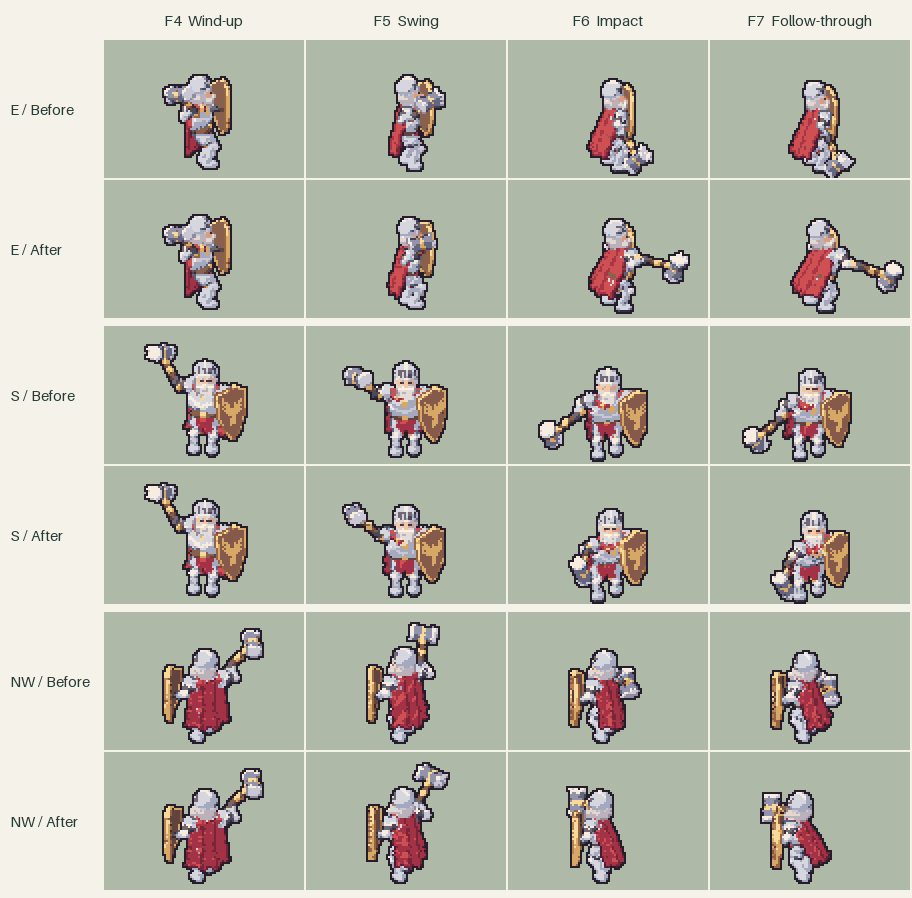 F4 Wind-up F5 Swing F6 Impact F7 Follow-through
E / Before
E / After
S / Before
S / After
NW / Before
NW / After